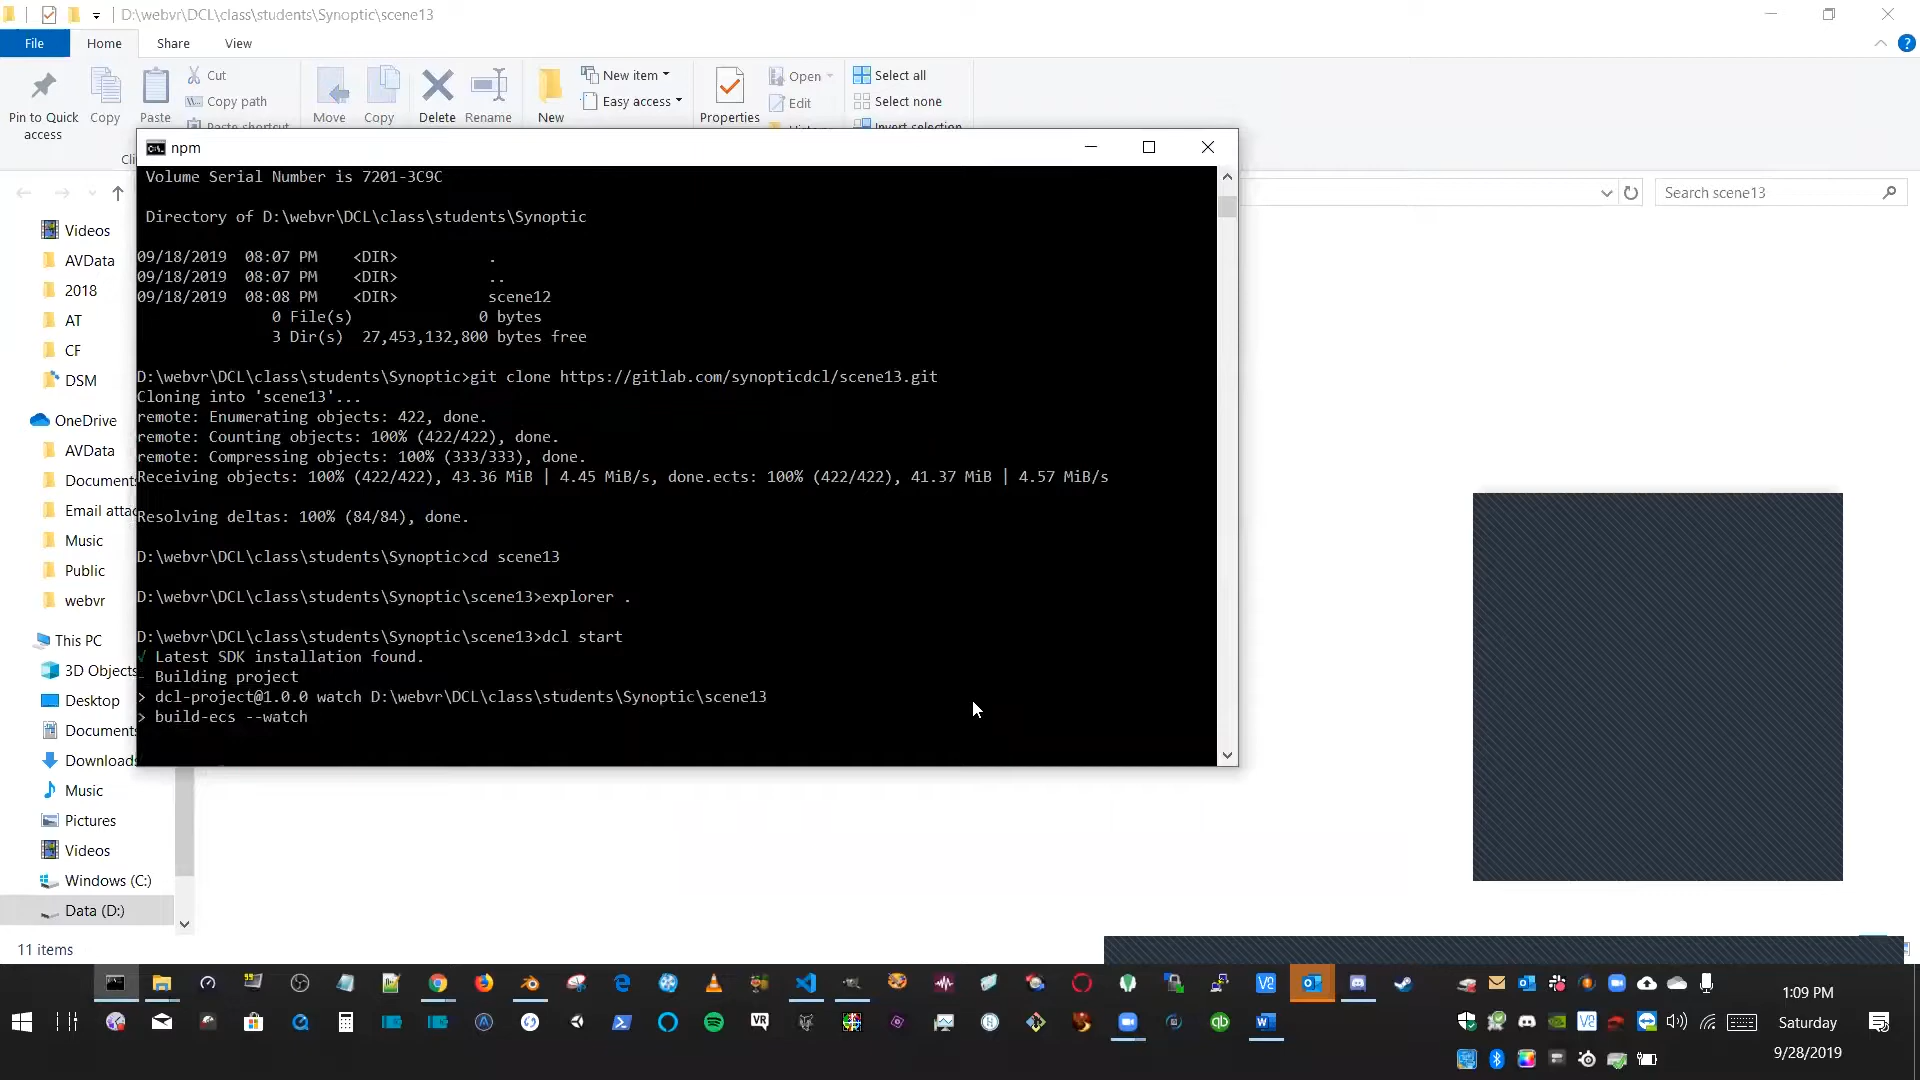 D:\webvr\DCL\class\students\Synoptic\scene13
File Home Share View
Pin to Quick access
Copy
Paste
Cut
Copy path
Paste shortcut
Move
Copy
Delete
Rename
New
New item
Easy access
Properties
Open
Edit
Select all
Select none
Invert selection
npm
Search scene13
Volume Serial Number is 7201-3C9C
Directory of D:\webvr\DCL\class\students\Synoptic
09/18/2019  08:07 PM    <DIR>          .
09/18/2019  08:07 PM    <DIR>          ..
09/18/2019  08:08 PM    <DIR>          scene12
0 File(s)              0 bytes
3 Dir(s)  27,453,132,800 bytes free
D:\webvr\DCL\class\students\Synoptic>git clone https://gitlab.com/synopticdcl/scene13.git
Cloning into 'scene13'...
remote: Enumerating objects: 422, done.
remote: Counting objects: 100% (422/422), done.
remote: Compressing objects: 100% (333/333), done.
Receiving objects: 100% (422/422), 43.36 MiB | 4.45 MiB/s, done.ects: 100% (422/422), 41.37 MiB | 4.57 MiB/s
Resolving deltas: 100% (84/84), done.
D:\webvr\DCL\class\students\Synoptic>cd scene13
D:\webvr\DCL\class\students\Synoptic\scene13>explorer .
D:\webvr\DCL\class\students\Synoptic\scene13>dcl start
√ Latest SDK installation found.
- Building project
> dcl-project@1.0.0 watch D:\webvr\DCL\class\students\Synoptic\scene13
> build-ecs --watch
Videos
AVData
2018
AT
CF
DSM
OneDrive
AVData
Documents
Email attac
Music
Public
webvr
This PC
3D Objects
Desktop
Documents
Downloads
Music
Pictures
Videos
Windows (C:)
Data (D:)
11 items
1:09 PM
Saturday
9/28/2019